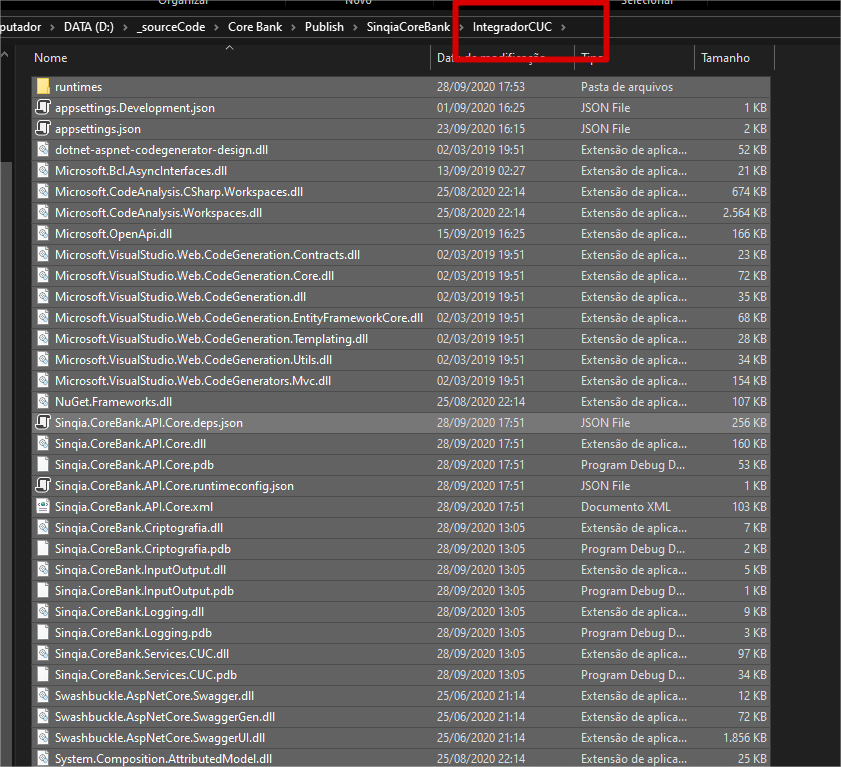 Organizar Novo Selecionar
putador > DATA (D:) > _sourceCode > Core Bank > Publish > SinqiaCoreBank > IntegradorCUC >
Nome Data de modificação Tipo Tamanho
runtimes 28/09/2020 17:53 Pasta de arquivos
appsettings.Development.json 01/09/2020 16:25 JSON File 1 KB
appsettings.json 23/09/2020 16:15 JSON File 2 KB
dotnet-aspnet-codegenerator-design.dll 02/03/2019 19:51 Extensão de aplica... 52 KB
Microsoft.Bcl.AsyncInterfaces.dll 13/09/2019 02:27 Extensão de aplica... 21 KB
Microsoft.CodeAnalysis.CSharp.Workspaces.dll 25/08/2020 22:14 Extensão de aplica... 674 KB
Microsoft.CodeAnalysis.Workspaces.dll 25/08/2020 22:14 Extensão de aplica... 2.564 KB
Microsoft.OpenApi.dll 15/09/2019 16:25 Extensão de aplica... 166 KB
Microsoft.VisualStudio.Web.CodeGeneration.Contracts.dll 02/03/2019 19:51 Extensão de aplica... 23 KB
Microsoft.VisualStudio.Web.CodeGeneration.Core.dll 02/03/2019 19:51 Extensão de aplica... 72 KB
Microsoft.VisualStudio.Web.CodeGeneration.dll 02/03/2019 19:51 Extensão de aplica... 35 KB
Microsoft.VisualStudio.Web.CodeGeneration.EntityFrameworkCore.dll 02/03/2019 19:51 Extensão de aplica... 68 KB
Microsoft.VisualStudio.Web.CodeGeneration.Templating.dll 02/03/2019 19:51 Extensão de aplica... 28 KB
Microsoft.VisualStudio.Web.CodeGeneration.Utils.dll 02/03/2019 19:51 Extensão de aplica... 34 KB
Microsoft.VisualStudio.Web.CodeGenerators.Mvc.dll 02/03/2019 19:51 Extensão de aplica... 154 KB
NuGet.Frameworks.dll 25/08/2020 22:14 Extensão de aplica... 107 KB
Sinqia.CoreBank.API.Core.deps.json 28/09/2020 17:51 JSON File 256 KB
Sinqia.CoreBank.API.Core.dll 28/09/2020 17:51 Extensão de aplica... 160 KB
Sinqia.CoreBank.API.Core.pdb 28/09/2020 17:51 Program Debug D... 53 KB
Sinqia.CoreBank.API.Core.runtimeconfig.json 28/09/2020 17:51 JSON File 1 KB
Sinqia.CoreBank.API.Core.xml 28/09/2020 17:51 Documento XML 103 KB
Sinqia.CoreBank.Criptografia.dll 28/09/2020 13:05 Extensão de aplica... 7 KB
Sinqia.CoreBank.Criptografia.pdb 28/09/2020 13:05 Program Debug D... 2 KB
Sinqia.CoreBank.InputOutput.dll 28/09/2020 13:05 Extensão de aplica... 5 KB
Sinqia.CoreBank.InputOutput.pdb 28/09/2020 13:05 Program Debug D... 1 KB
Sinqia.CoreBank.Logging.dll 28/09/2020 13:05 Extensão de aplica... 9 KB
Sinqia.CoreBank.Logging.pdb 28/09/2020 13:05 Program Debug D... 3 KB
Sinqia.CoreBank.Services.CUC.dll 28/09/2020 13:05 Extensão de aplica... 97 KB
Sinqia.CoreBank.Services.CUC.pdb 28/09/2020 13:05 Program Debug D... 34 KB
Swashbuckle.AspNetCore.Swagger.dll 25/06/2020 21:14 Extensão de aplica... 12 KB
Swashbuckle.AspNetCore.SwaggerGen.dll 25/06/2020 21:14 Extensão de aplica... 72 KB
Swashbuckle.AspNetCore.SwaggerUI.dll 25/06/2020 21:14 Extensão de aplica... 1.856 KB
System.Composition.AttributedModel.dll 25/08/2020 22:14 Extensão de aplica... 25 KB